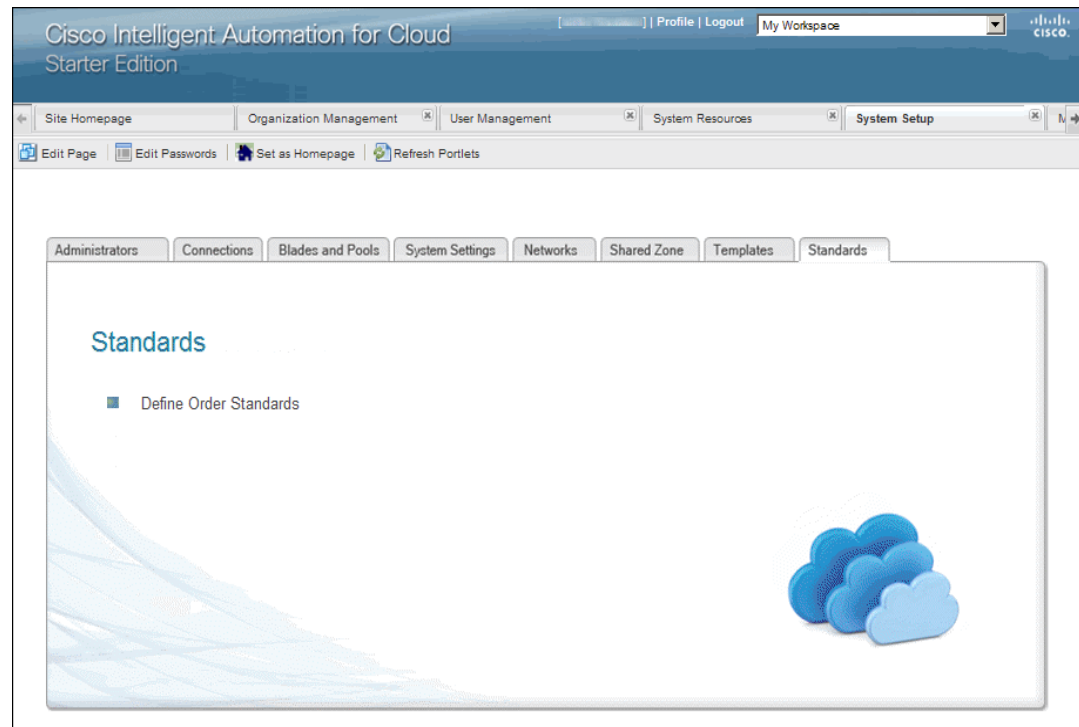 Cisco Intelligent Automation for Cloud
Starter Edition
[ ] | Profile | Logout My Workspace
CISCO.
Site Homepage Organization Management User Management System Resources System Setup
Edit Page Edit Passwords Set as Homepage Refresh Portlets
Administrators Connections Blades and Pools System Settings Networks Shared Zone Templates Standards
Standards
Define Order Standards